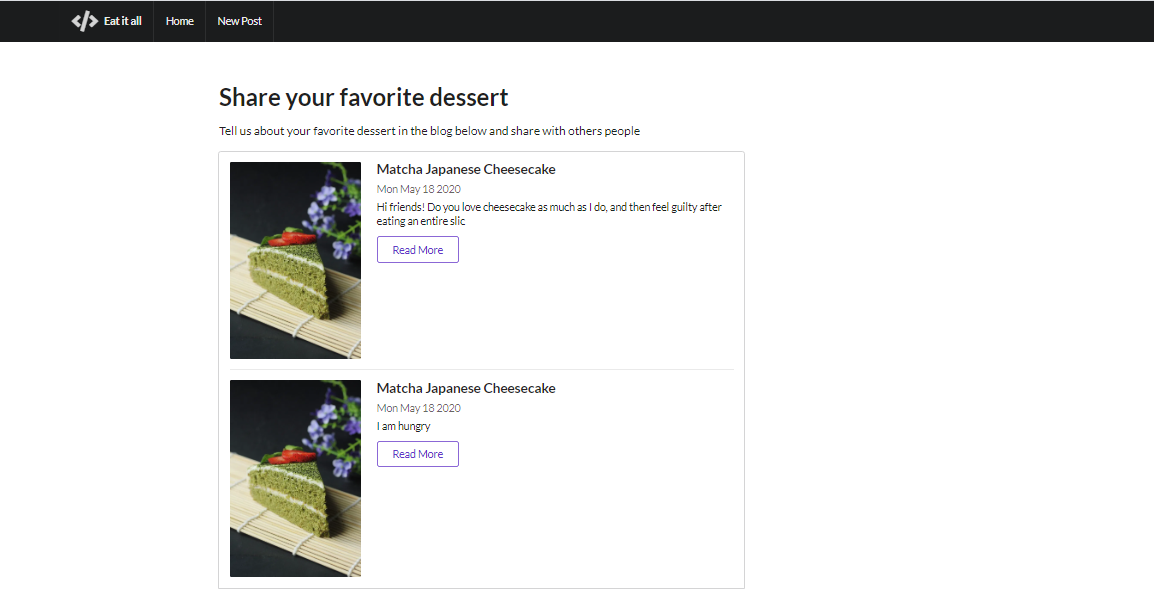 Eat it all Home New Post
Share your favorite dessert
Tell us about your favorite dessert in the blog below and share with others people
Matcha Japanese Cheesecake
Mon May 18 2020
Hi friends! Do you love cheesecake as much as I do, and then feel guilty after
eating an entire slic
Read More
Matcha Japanese Cheesecake
Mon May 18 2020
I am hungry
Read More